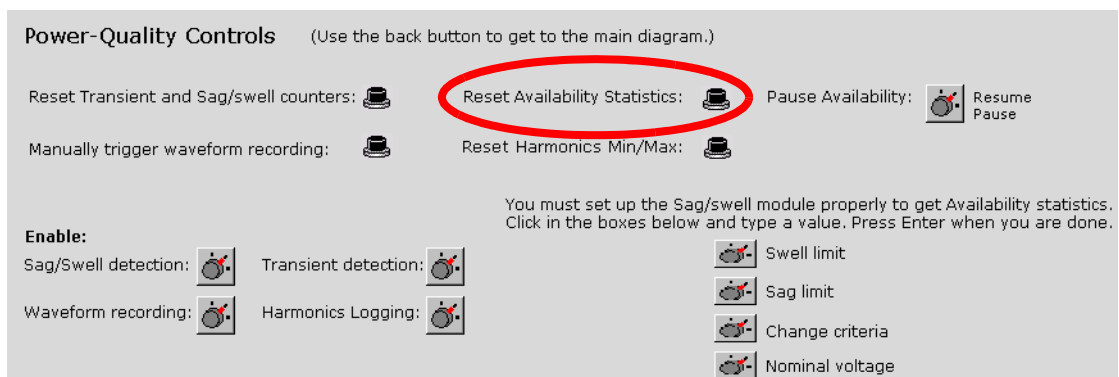 Power-Quality Controls (Use the back button to get to the main diagram.)
Reset Transient and Sag/swell counters: Reset Availability Statistics: Pause Availability: Resume
Pause
Manually trigger waveform recording: Reset Harmonics Min/Max:
You must set up the Sag/swell module properly to get Availability statistics.
Click in the boxes below and type a value. Press Enter when you are done.
Enable:
Sag/Swell detection: Transient detection:
Waveform recording: Harmonics Logging:
Swell limit
Sag limit
Change criteria
Nominal voltage